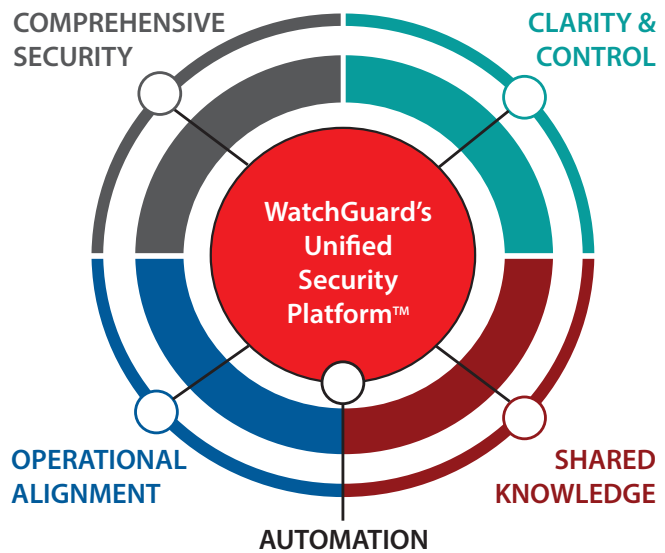 COMPREHENSIVE
SECURITY
CLARITY &
CONTROL
WatchGuard’s
Unified
Security
Platform™
OPERATIONAL
ALIGNMENT
SHARED
KNOWLEDGE
AUTOMATION